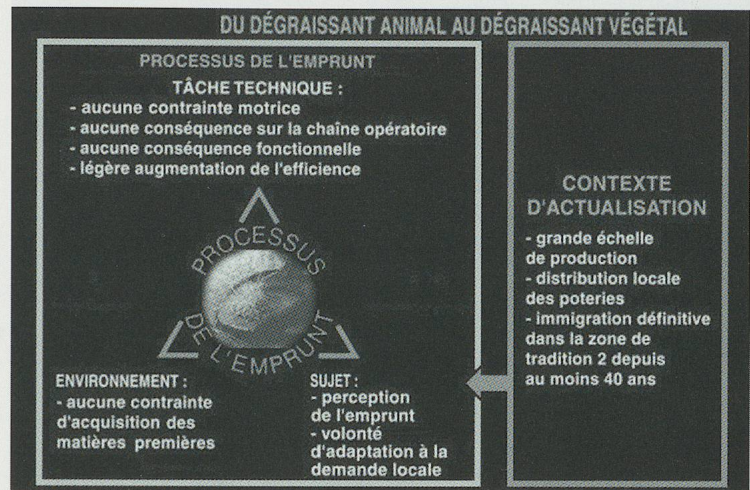 DU DÉGRAISSANT ANIMAL AU DÉGRAISSANT VÉGÉTAL
PROCESSUS DE L'EMPRUNT
TÂCHE TECHNIQUE :
- aucune contrainte motrice
- aucune conséquence sur la chaîne opératoire
- aucune conséquence fonctionnelle
- légère augmentation de l'efficience
PROCESSUS
DE L'EMPRUNT
ENVIRONNEMENT :
- aucune contrainte
d'acquisition des
matières premières
SUJET :
- perception
de l'emprunt
- volonté
d'adaptation à la
demande locale
CONTEXTE
D'ACTUALISATION
- grande échelle
de production
- distribution locale
des poteries
- immigration définitive
dans la zone de
tradition 2 depuis
au moins 40 ans